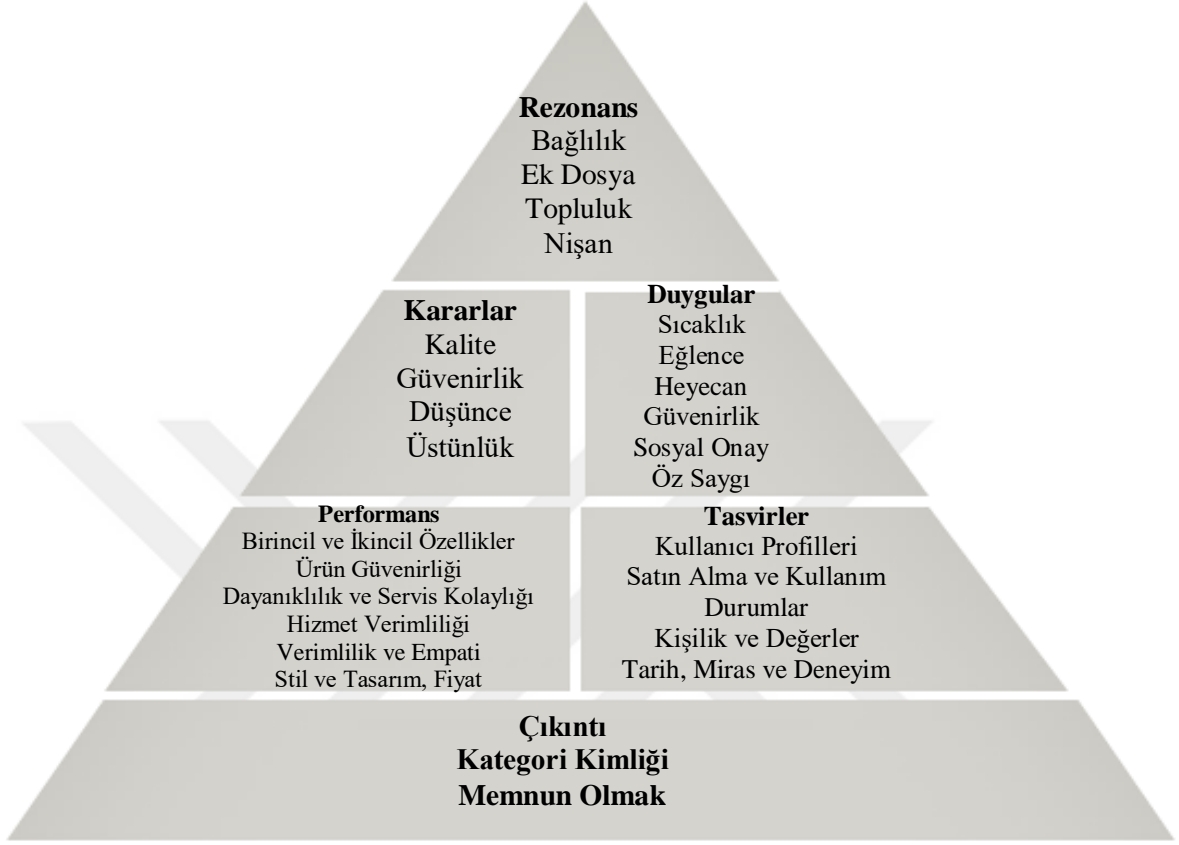 Rezonans
Bağlılık
Ek Dosya
Topluluk
Nişan
Kararlar
Kalite
Güvenirlik
Düşünce
Üstünlük
Duygular
Sıcaklık
Eğlence
Heyecan
Güvenirlik
Sosyal Onay
Öz Saygı
Performans
Birincil ve İkincil Özellikler
Ürün Güvenirliği
Dayanıklılık ve Servis Kolaylığı
Hizmet Verimliliği
Verimlilik ve Empati
Stil ve Tasarım, Fiyat
Tasvirler
Kullanıcı Profilleri
Satın Alma ve Kullanım
Durumlar
Kişilik ve Değerler
Tarih, Miras ve Deneyim
Çıkıntı
Kategori Kimliği
Memnun Olmak